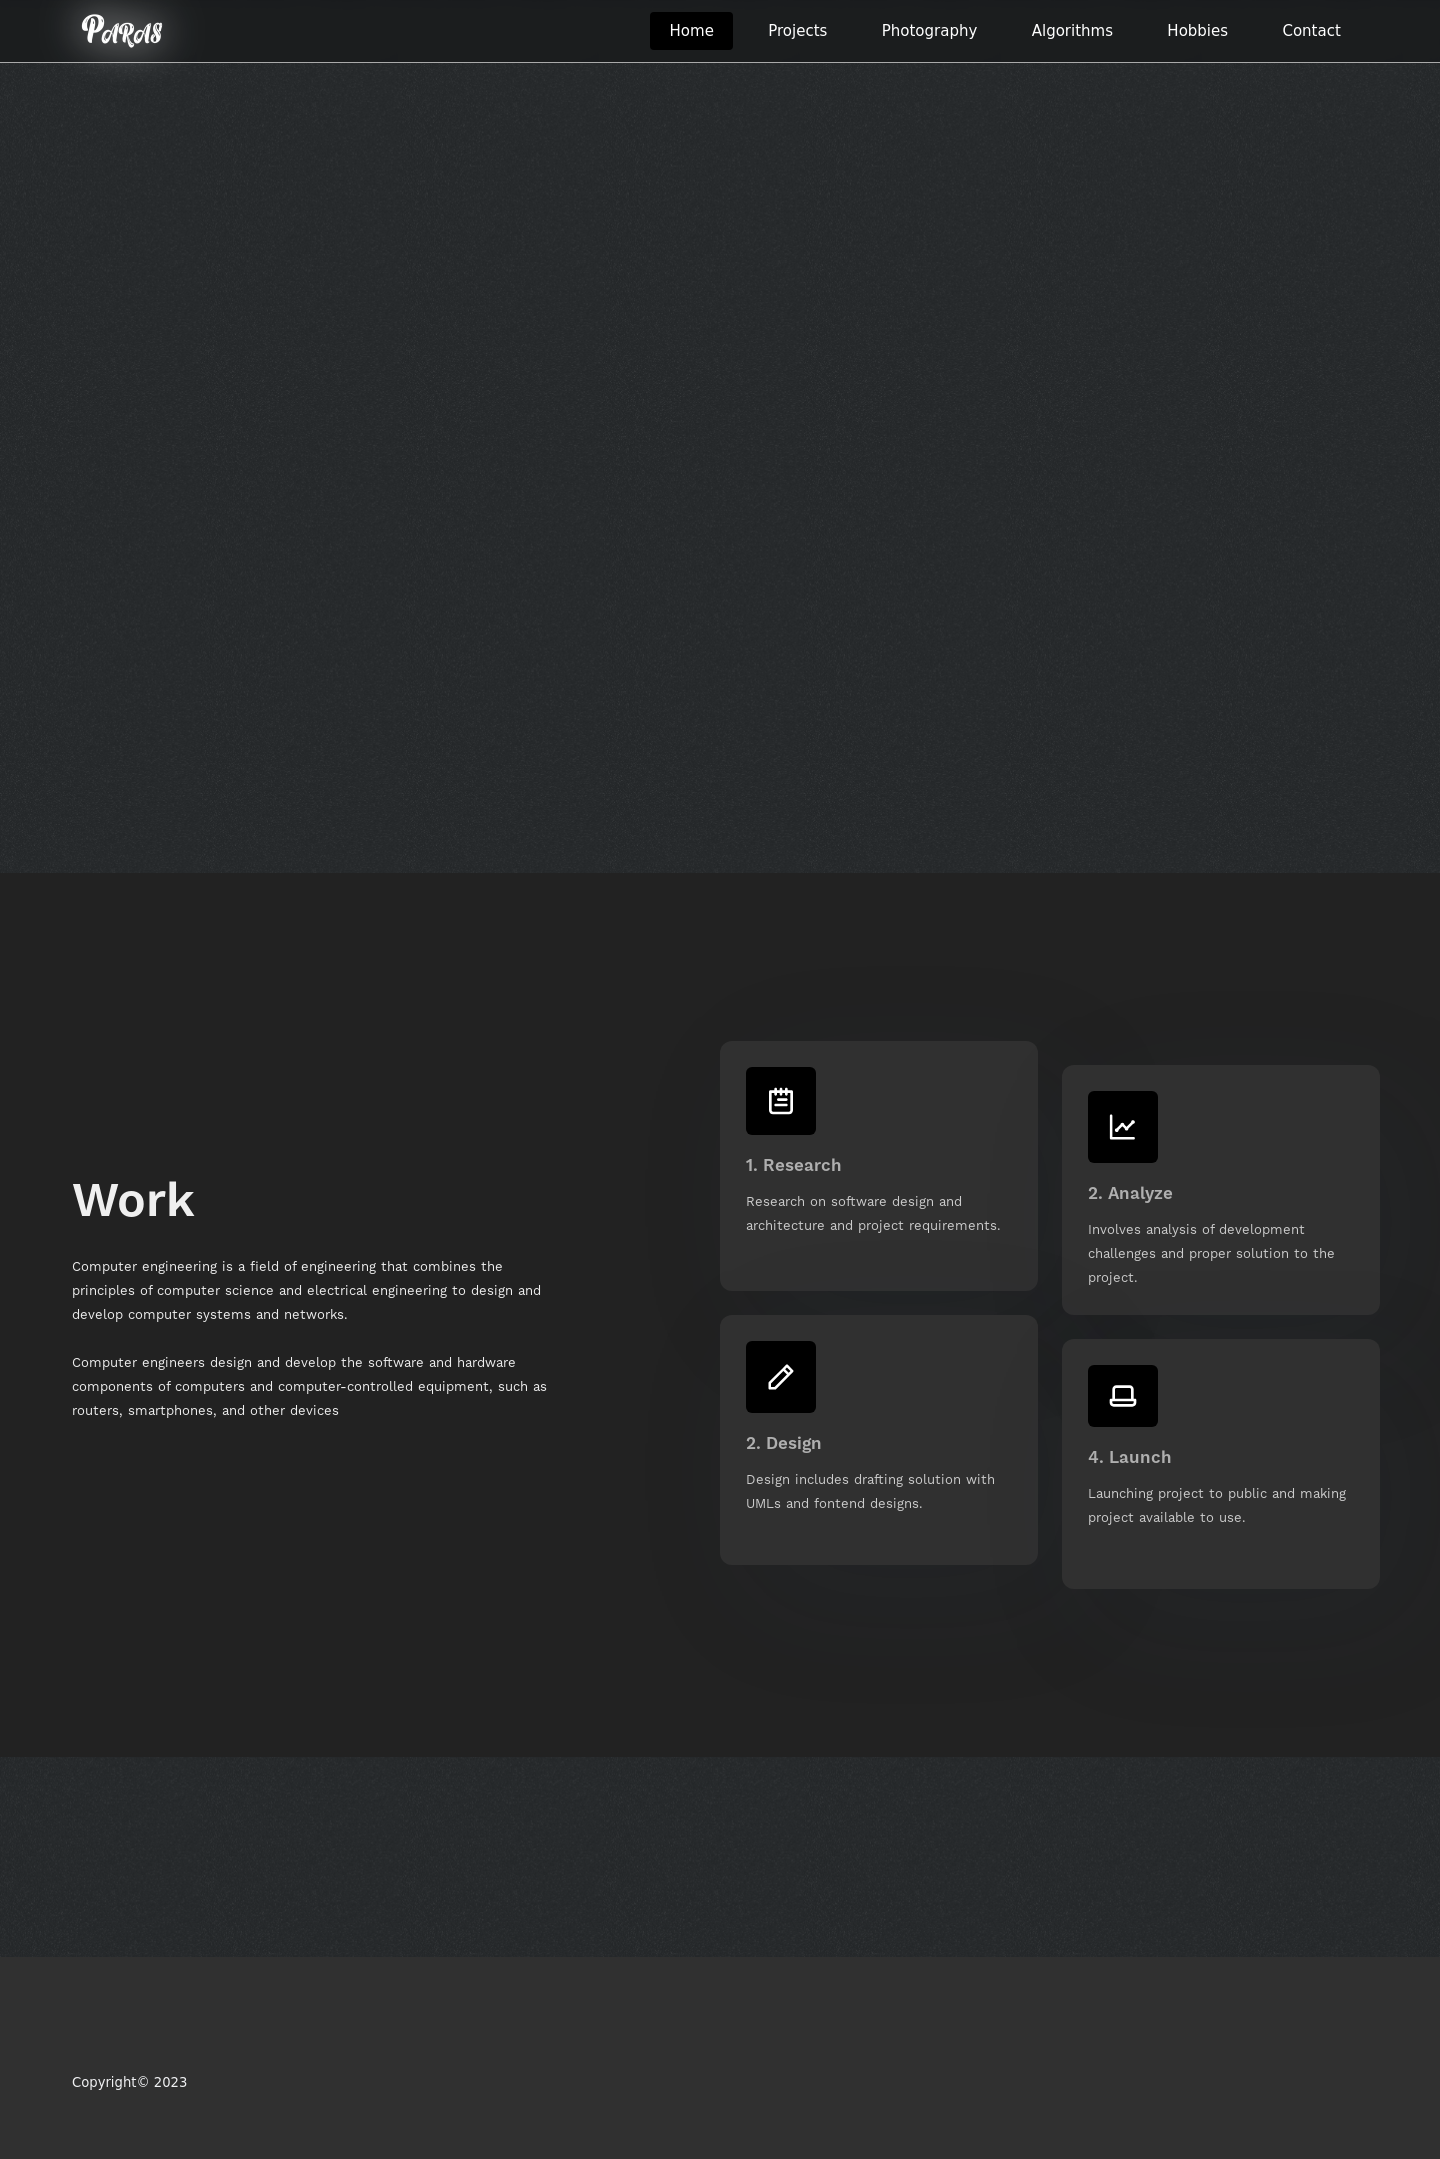 PaRaS
Home
Projects
Photography
Algorithms
Hobbies
Contact
Work
Computer engineering is a field of engineering that combines the
principles of computer science and electrical engineering to design and
develop computer systems and networks.
Computer engineers design and develop the software and hardware
components of computers and computer-controlled equipment, such as
routers, smartphones, and other devices
1. Research
Research on software design and
architecture and project requirements.
2. Analyze
Involves analysis of development
challenges and proper solution to the
project.
2. Design
Design includes drafting solution with
UMLs and fontend designs.
4. Launch
Launching project to public and making
project available to use.
Copyright© 2023